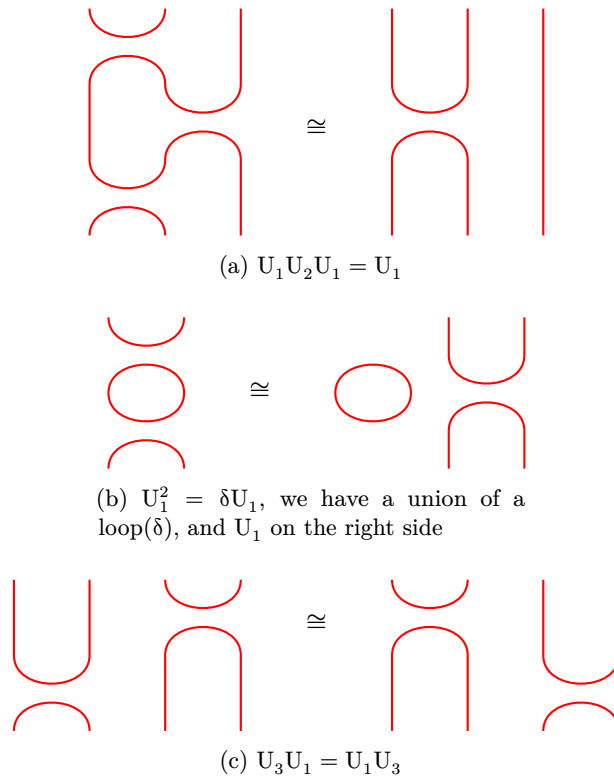 ≅
(a) U₁U₂U₁ = U₁
≅
(b) U₁² = δU₁, we have a union of a
loop(δ), and U₁ on the right side
≅
(c) U₃U₁ = U₁U₃